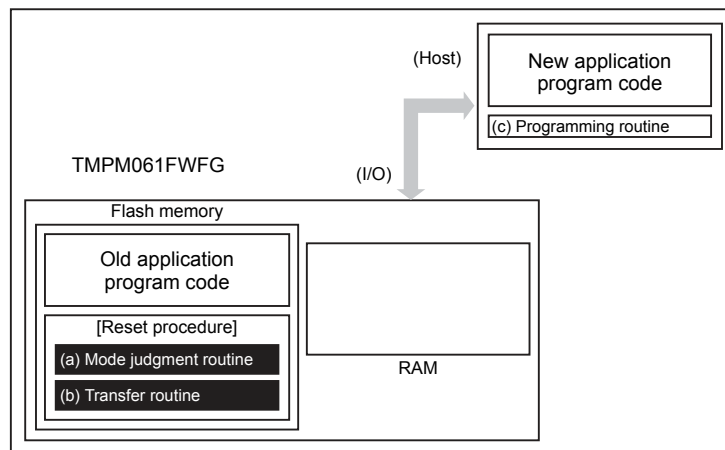 (Host)
New application
program code
(c) Programming routine
TMPM061FWFG
(I/O)
Flash memory
Old application
program code
[Reset procedure]
(a) Mode judgment routine
(b) Transfer routine
RAM